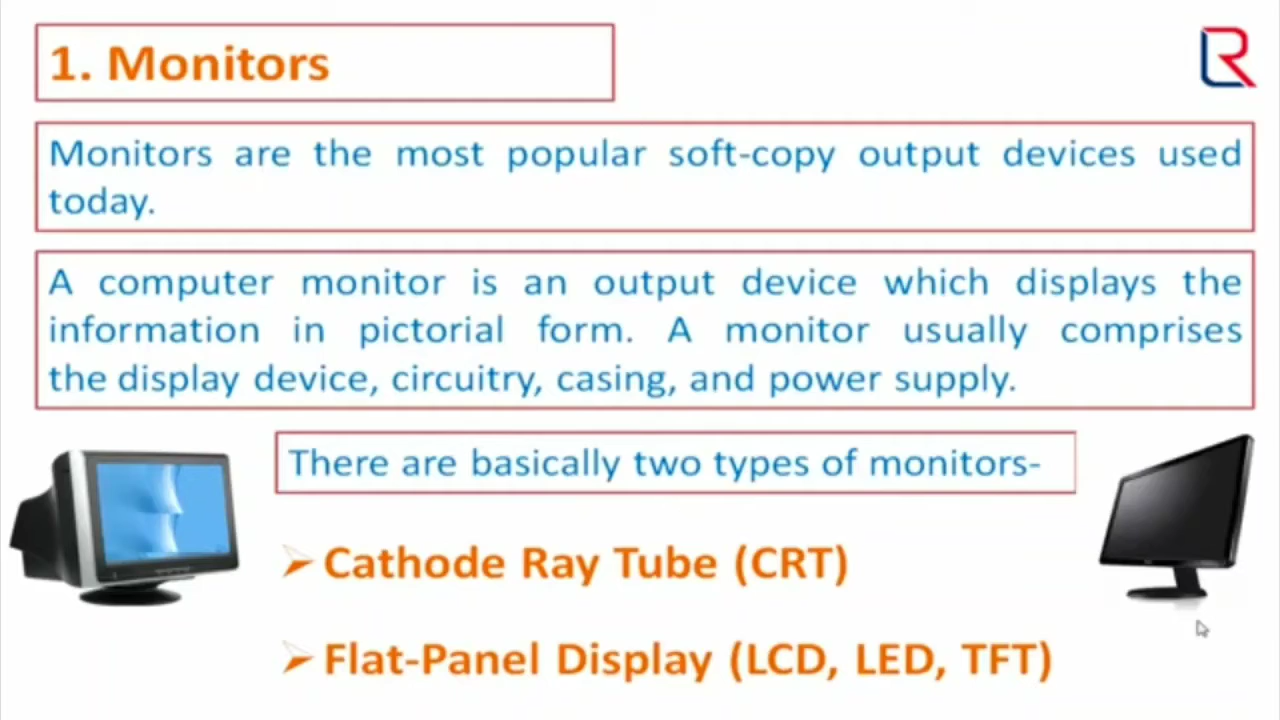 1. Monitors
Monitors are the most popular soft-copy output devices used
today.
A computer monitor is an output device which displays the
information in pictorial form. A monitor usually comprises
the display device, circuitry, casing, and power supply.
There are basically two types of monitors-
Cathode Ray Tube (CRT)
Flat-Panel Display (LCD, LED, TFT)